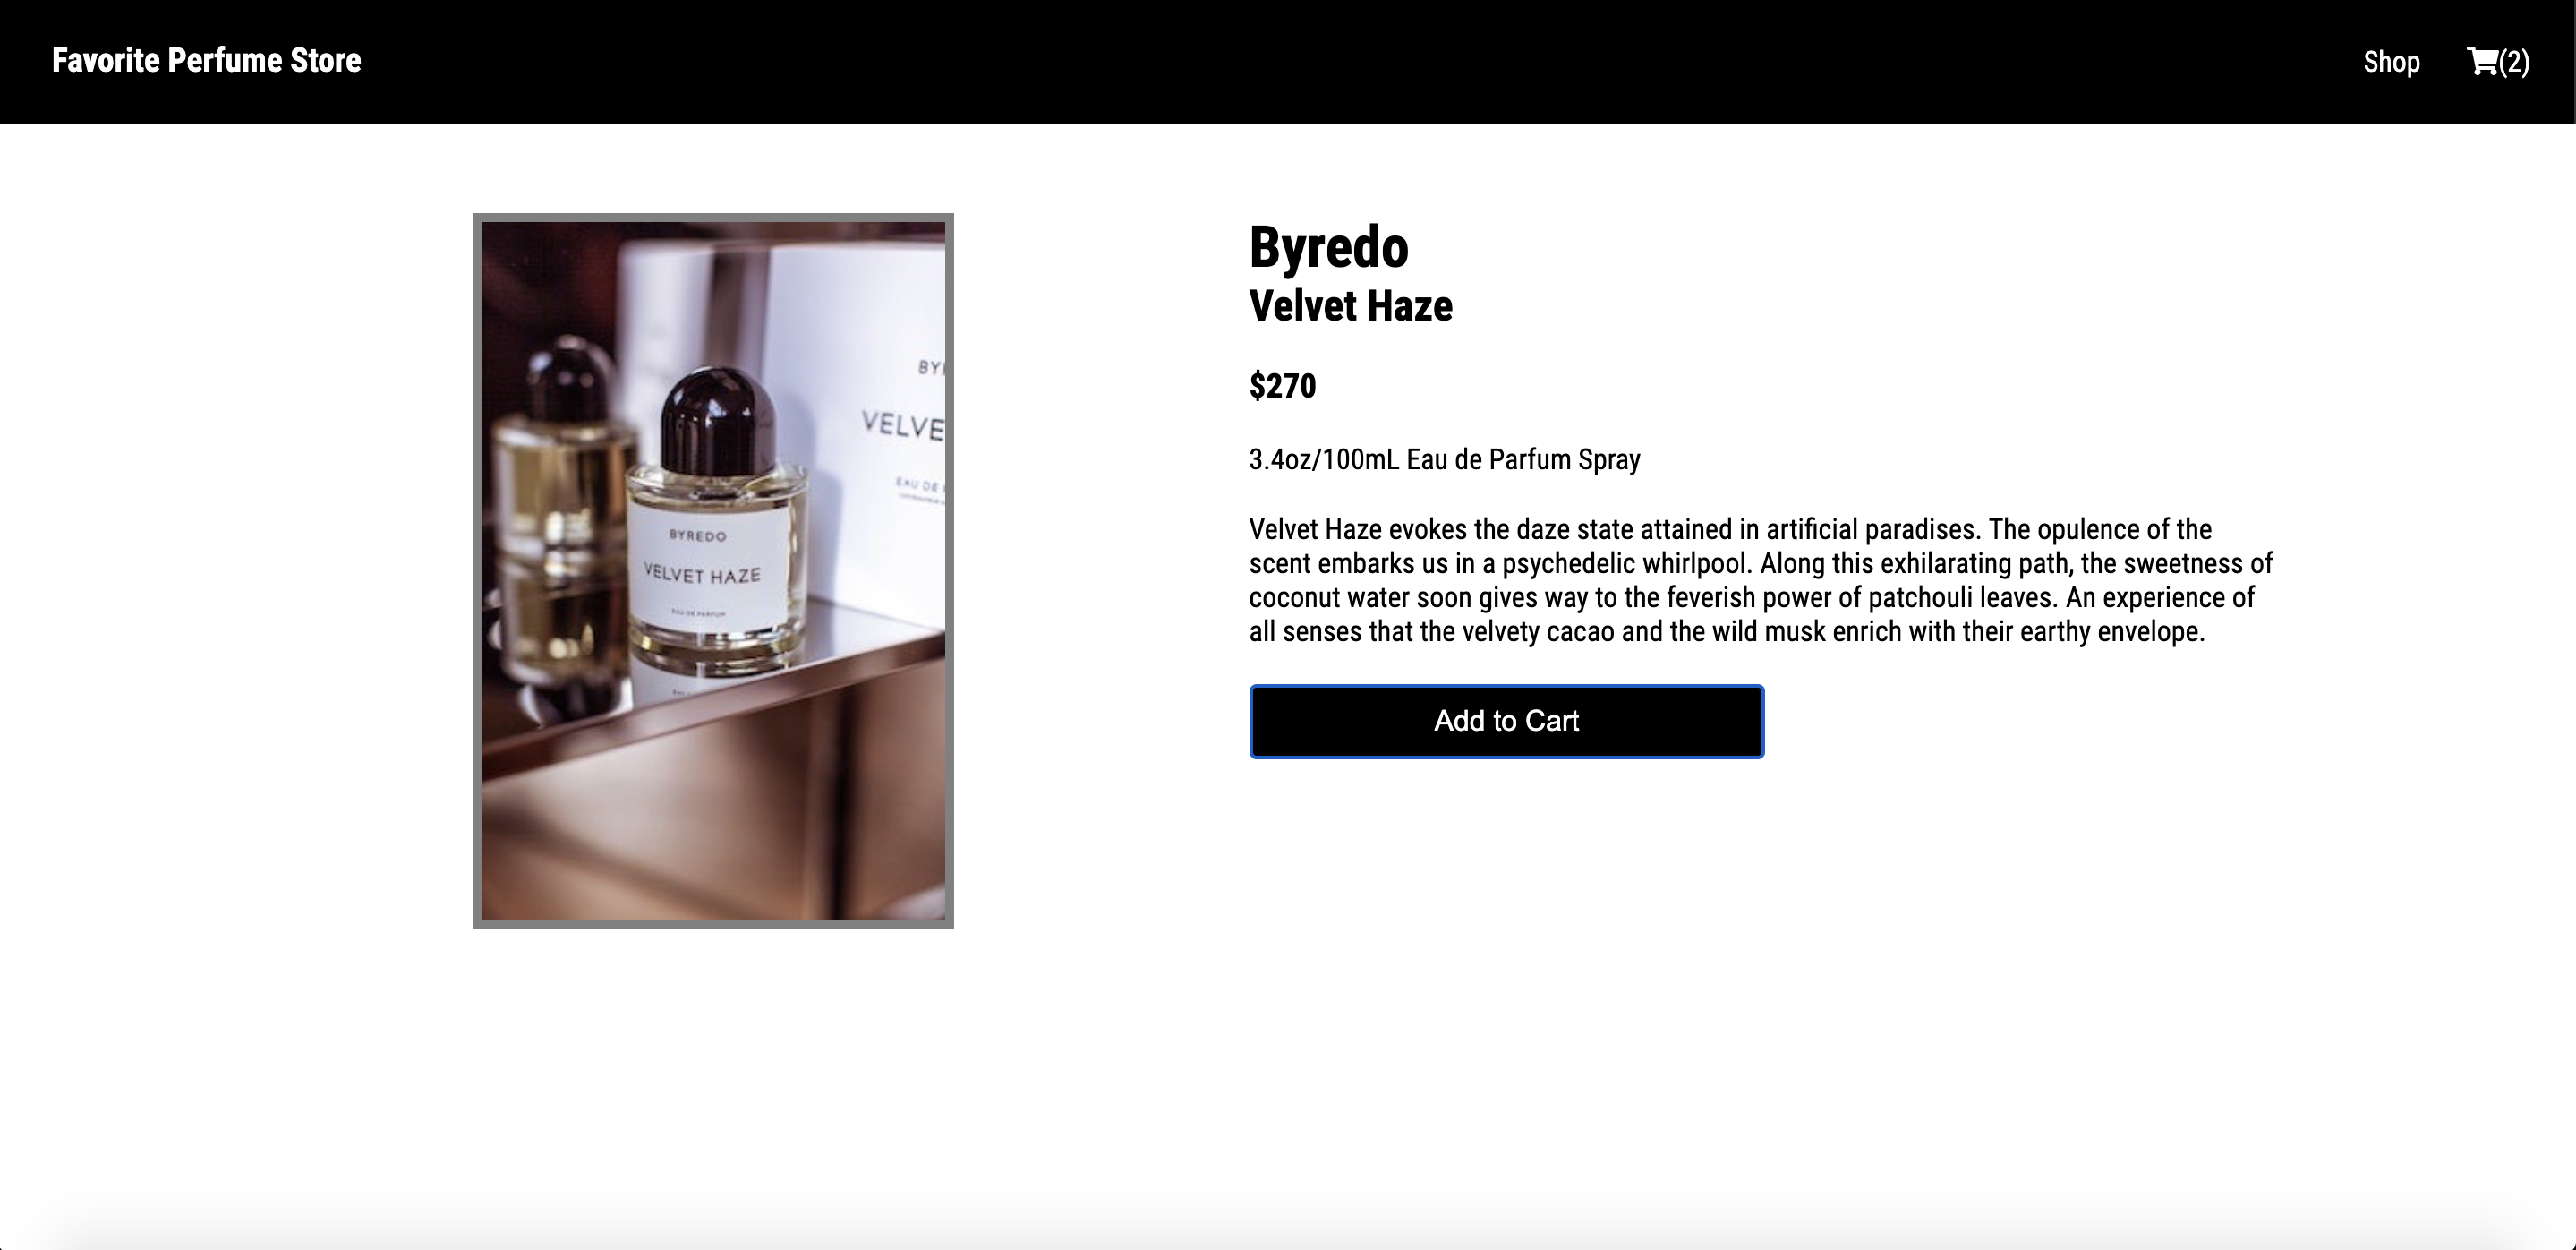 Favorite Perfume Store
Shop
(2)
Byredo
Velvet Haze
$270
3.4oz/100mL Eau de Parfum Spray
Velvet Haze evokes the daze state attained in artificial paradises. The opulence of the
scent embarks us in a psychedelic whirlpool. Along this exhilarating path, the sweetness of
coconut water soon gives way to the feverish power of patchouli leaves. An experience of
all senses that the velvety cacao and the wild musk enrich with their earthy envelope.
Add to Cart
BYREDO
VELVET HAZE
EAU DE PARFUM
BY
VELVE
EAU DE